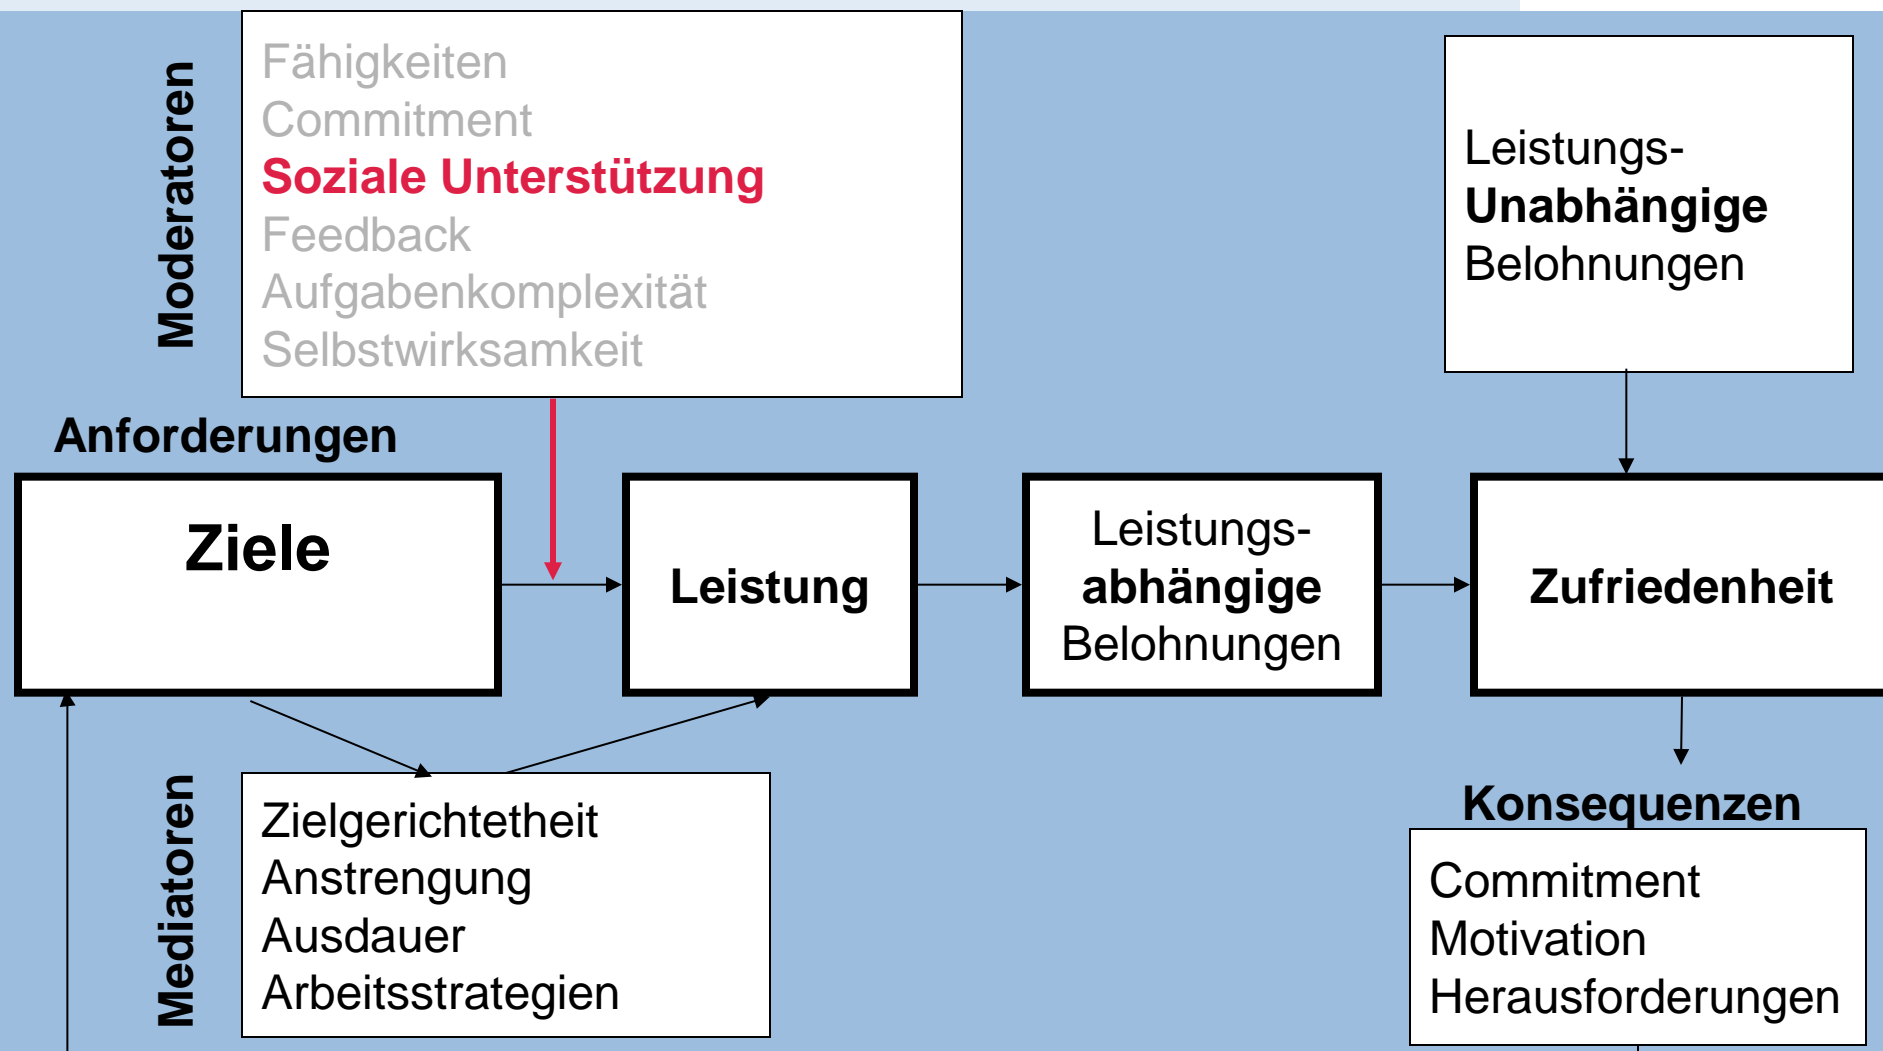 Moderatoren
Fähigkeiten
Commitment
Soziale Unterstützung
Feedback
Aufgabenkomplexität
Selbstwirksamkeit
Leistungs-
Unabhängige
Belohnungen
Anforderungen
Ziele
Leistung
Leistungs-
abhängige
Belohnungen
Zufriedenheit
Mediatoren
Zielgerichtetheit
Anstrengung
Ausdauer
Arbeitsstrategien
Konsequenzen
Commitment
Motivation
Herausforderungen